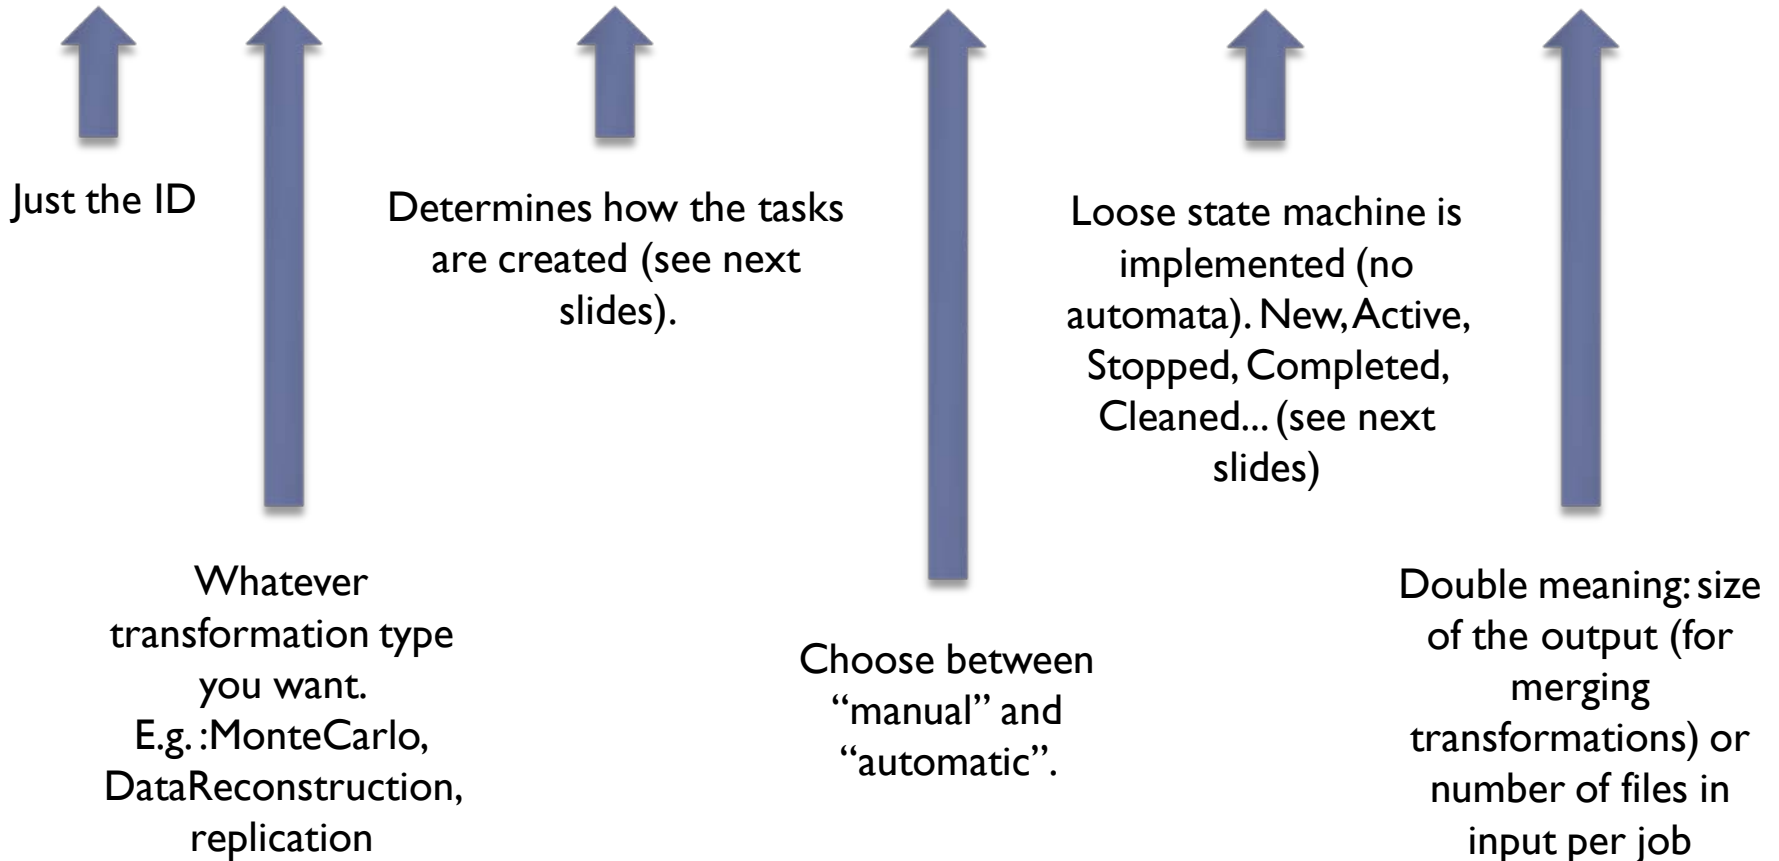 Just the ID
Whatever
transformation type
you want.
E.g. :MonteCarlo,
DataReconstruction,
replication
Determines how the tasks
are created (see next
slides).
Choose between
“manual” and
“automatic”.
Loose state machine is
implemented (no
automata). New, Active,
Stopped, Completed,
Cleaned... (see next
slides)
Double meaning: size
of the output (for
merging
transformations) or
number of files in
input per job